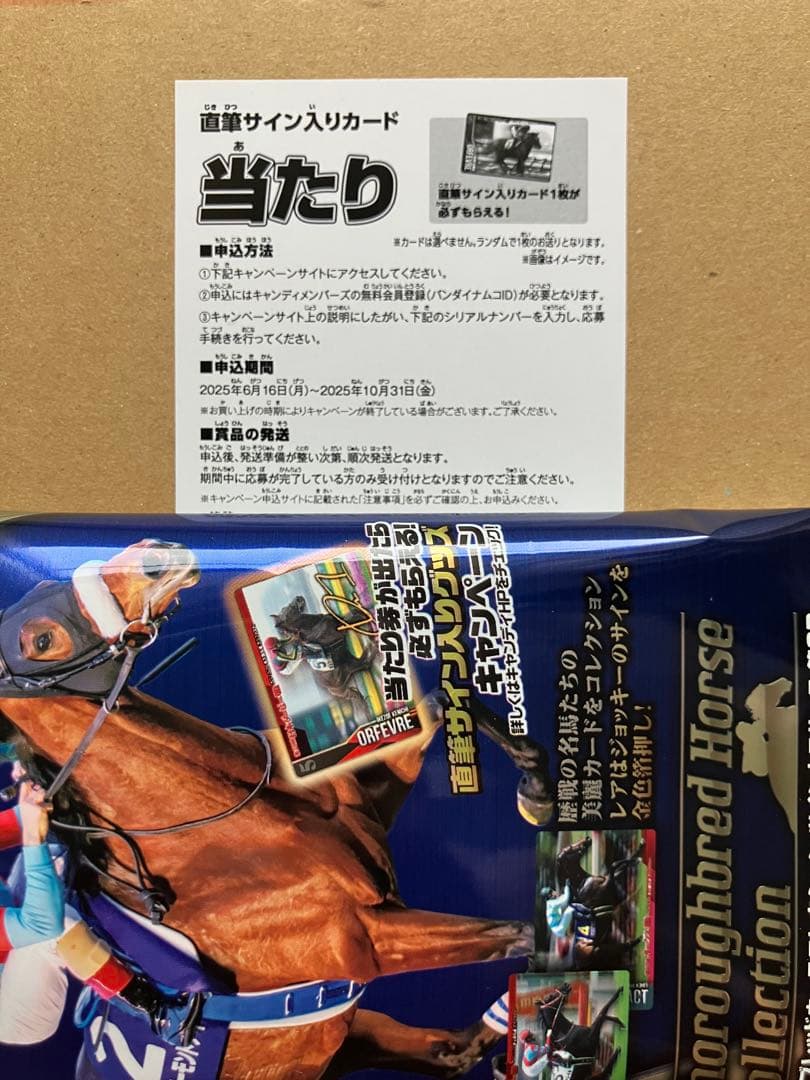 直筆サイン入りカード
当たり
直筆サイン入りカード1枚が
必ずもらえる!
※カードは選べません。ランダムで1枚のお送りとなります。
※画像はイメージです。
■申込方法
①下記キャンペーンサイトにアクセスしてください。
②申込にはキャンディメンバーズの無料会員登録(バンダイナムコID)が必要となります。
③キャンペーンサイト上の説明にしたがい、下記のシリアルナンバーを入力し、応募
手続きを行ってください。
■申込期間
2025年6月16日(月)～2025年10月31日(金)
※お買い上げの時期によりキャンペーンが終了している場合がございます。ご了承ください。
■賞品の発送
申込後、発送準備が整い次第、順次発送となります。
期間中に応募が完了している方のみ受け付けとなりますのでご注意ください。
※キャンペーン申込サイトに記載された「注意事項」を必ずご確認の上、お申込みください。
当たり券が出たら
必ずもらえる!
直筆サイン入りグッズ
キャンペーン
詳しくはキャンディHPをチェック!
IKEZOE KENICHI
ORFEVRE
5
歴戦の名馬たちの
美麗カードをコレクション
レアはジョッキーのサインを
金色箔押し!
horoughbred Horse
ollection
ACT
2